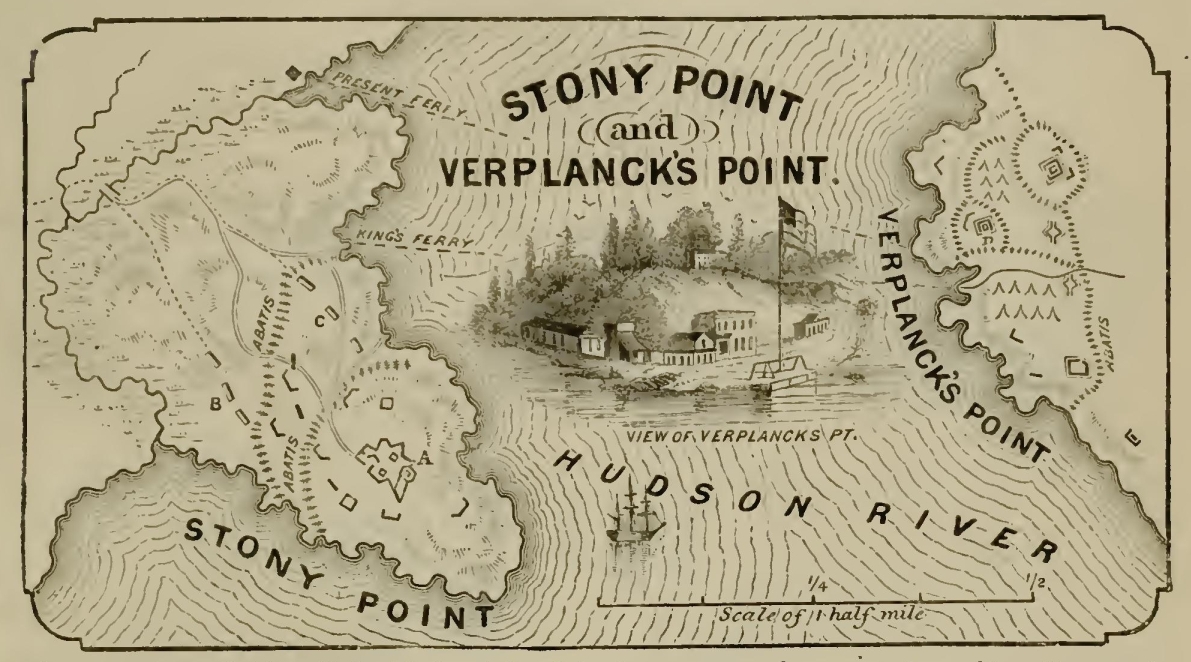 STONY POINT
and
VERPLANCK'S POINT.
PRESENT FERRY
KING'S FERRY
ABATIS
C
B
ABATIS
A
VIEW OF VERPLANCKS PT.
VERPLANCK'S POINT
ABATIS
HUDSON RIVER
STONY POINT
1/4
1/2
Scale of 1 half mile